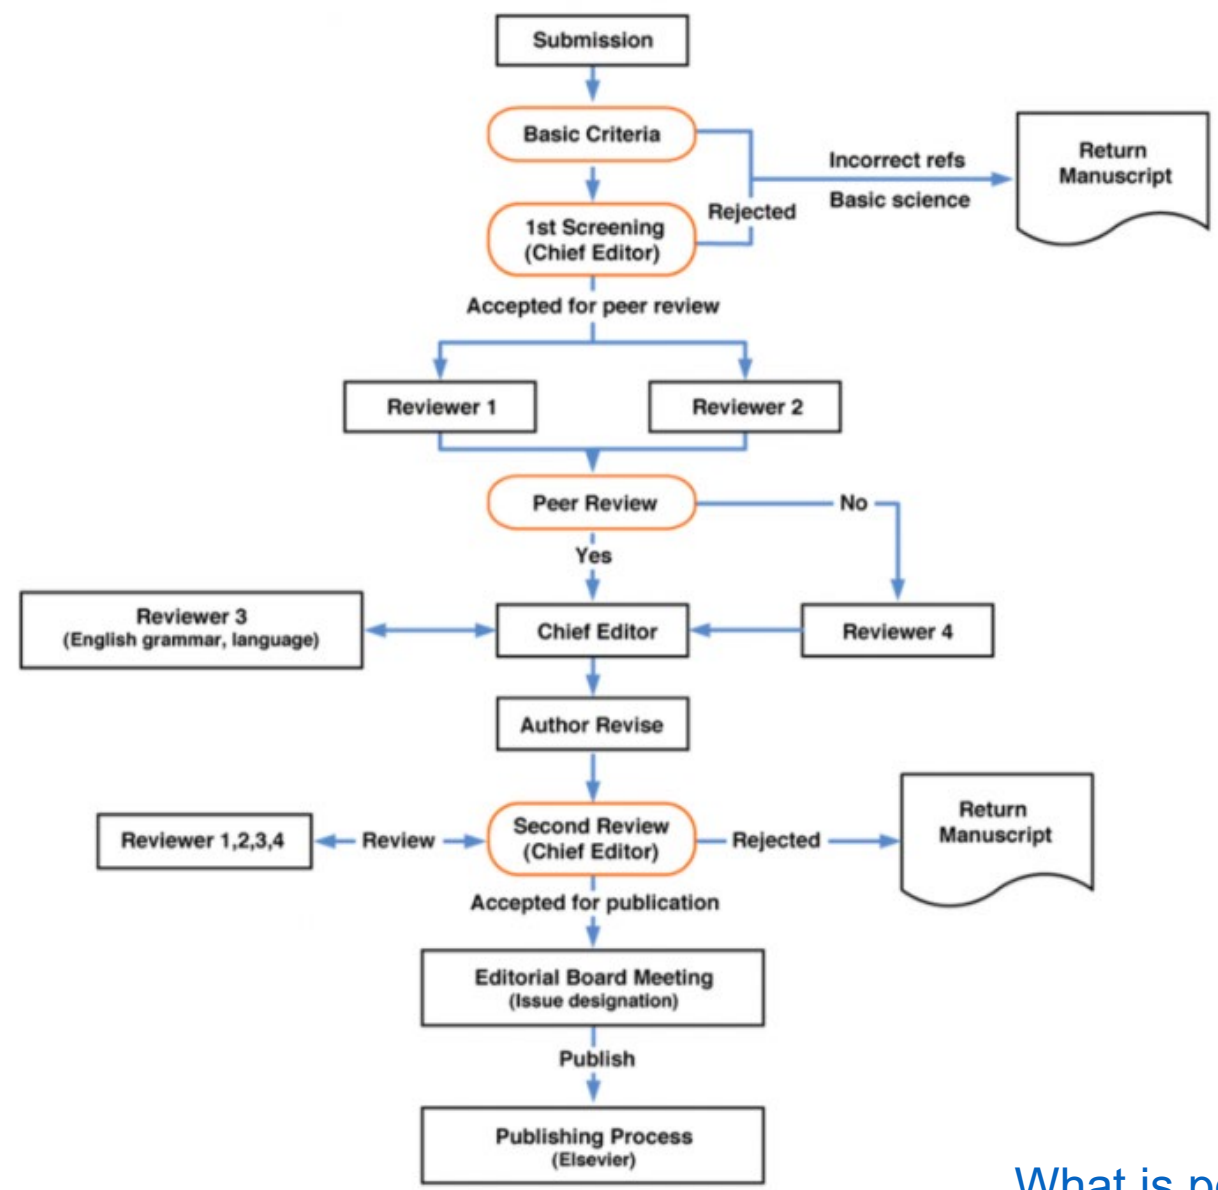 Submission
Basic Criteria
Incorrect refs
Basic science
Return
Manuscript
Rejected
1st Screening
(Chief Editor)
Accepted for peer review
Reviewer 1
Reviewer 2
Peer Review
No
Yes
Reviewer 3
(English grammar, language)
Chief Editor
Reviewer 4
Author Revise
Reviewer 1,2,3,4
Review
Second Review
(Chief Editor)
Rejected
Return
Manuscript
Accepted for publication
Editorial Board Meeting
(Issue designation)
Publish
Publishing Process
(Elsevier)
What is